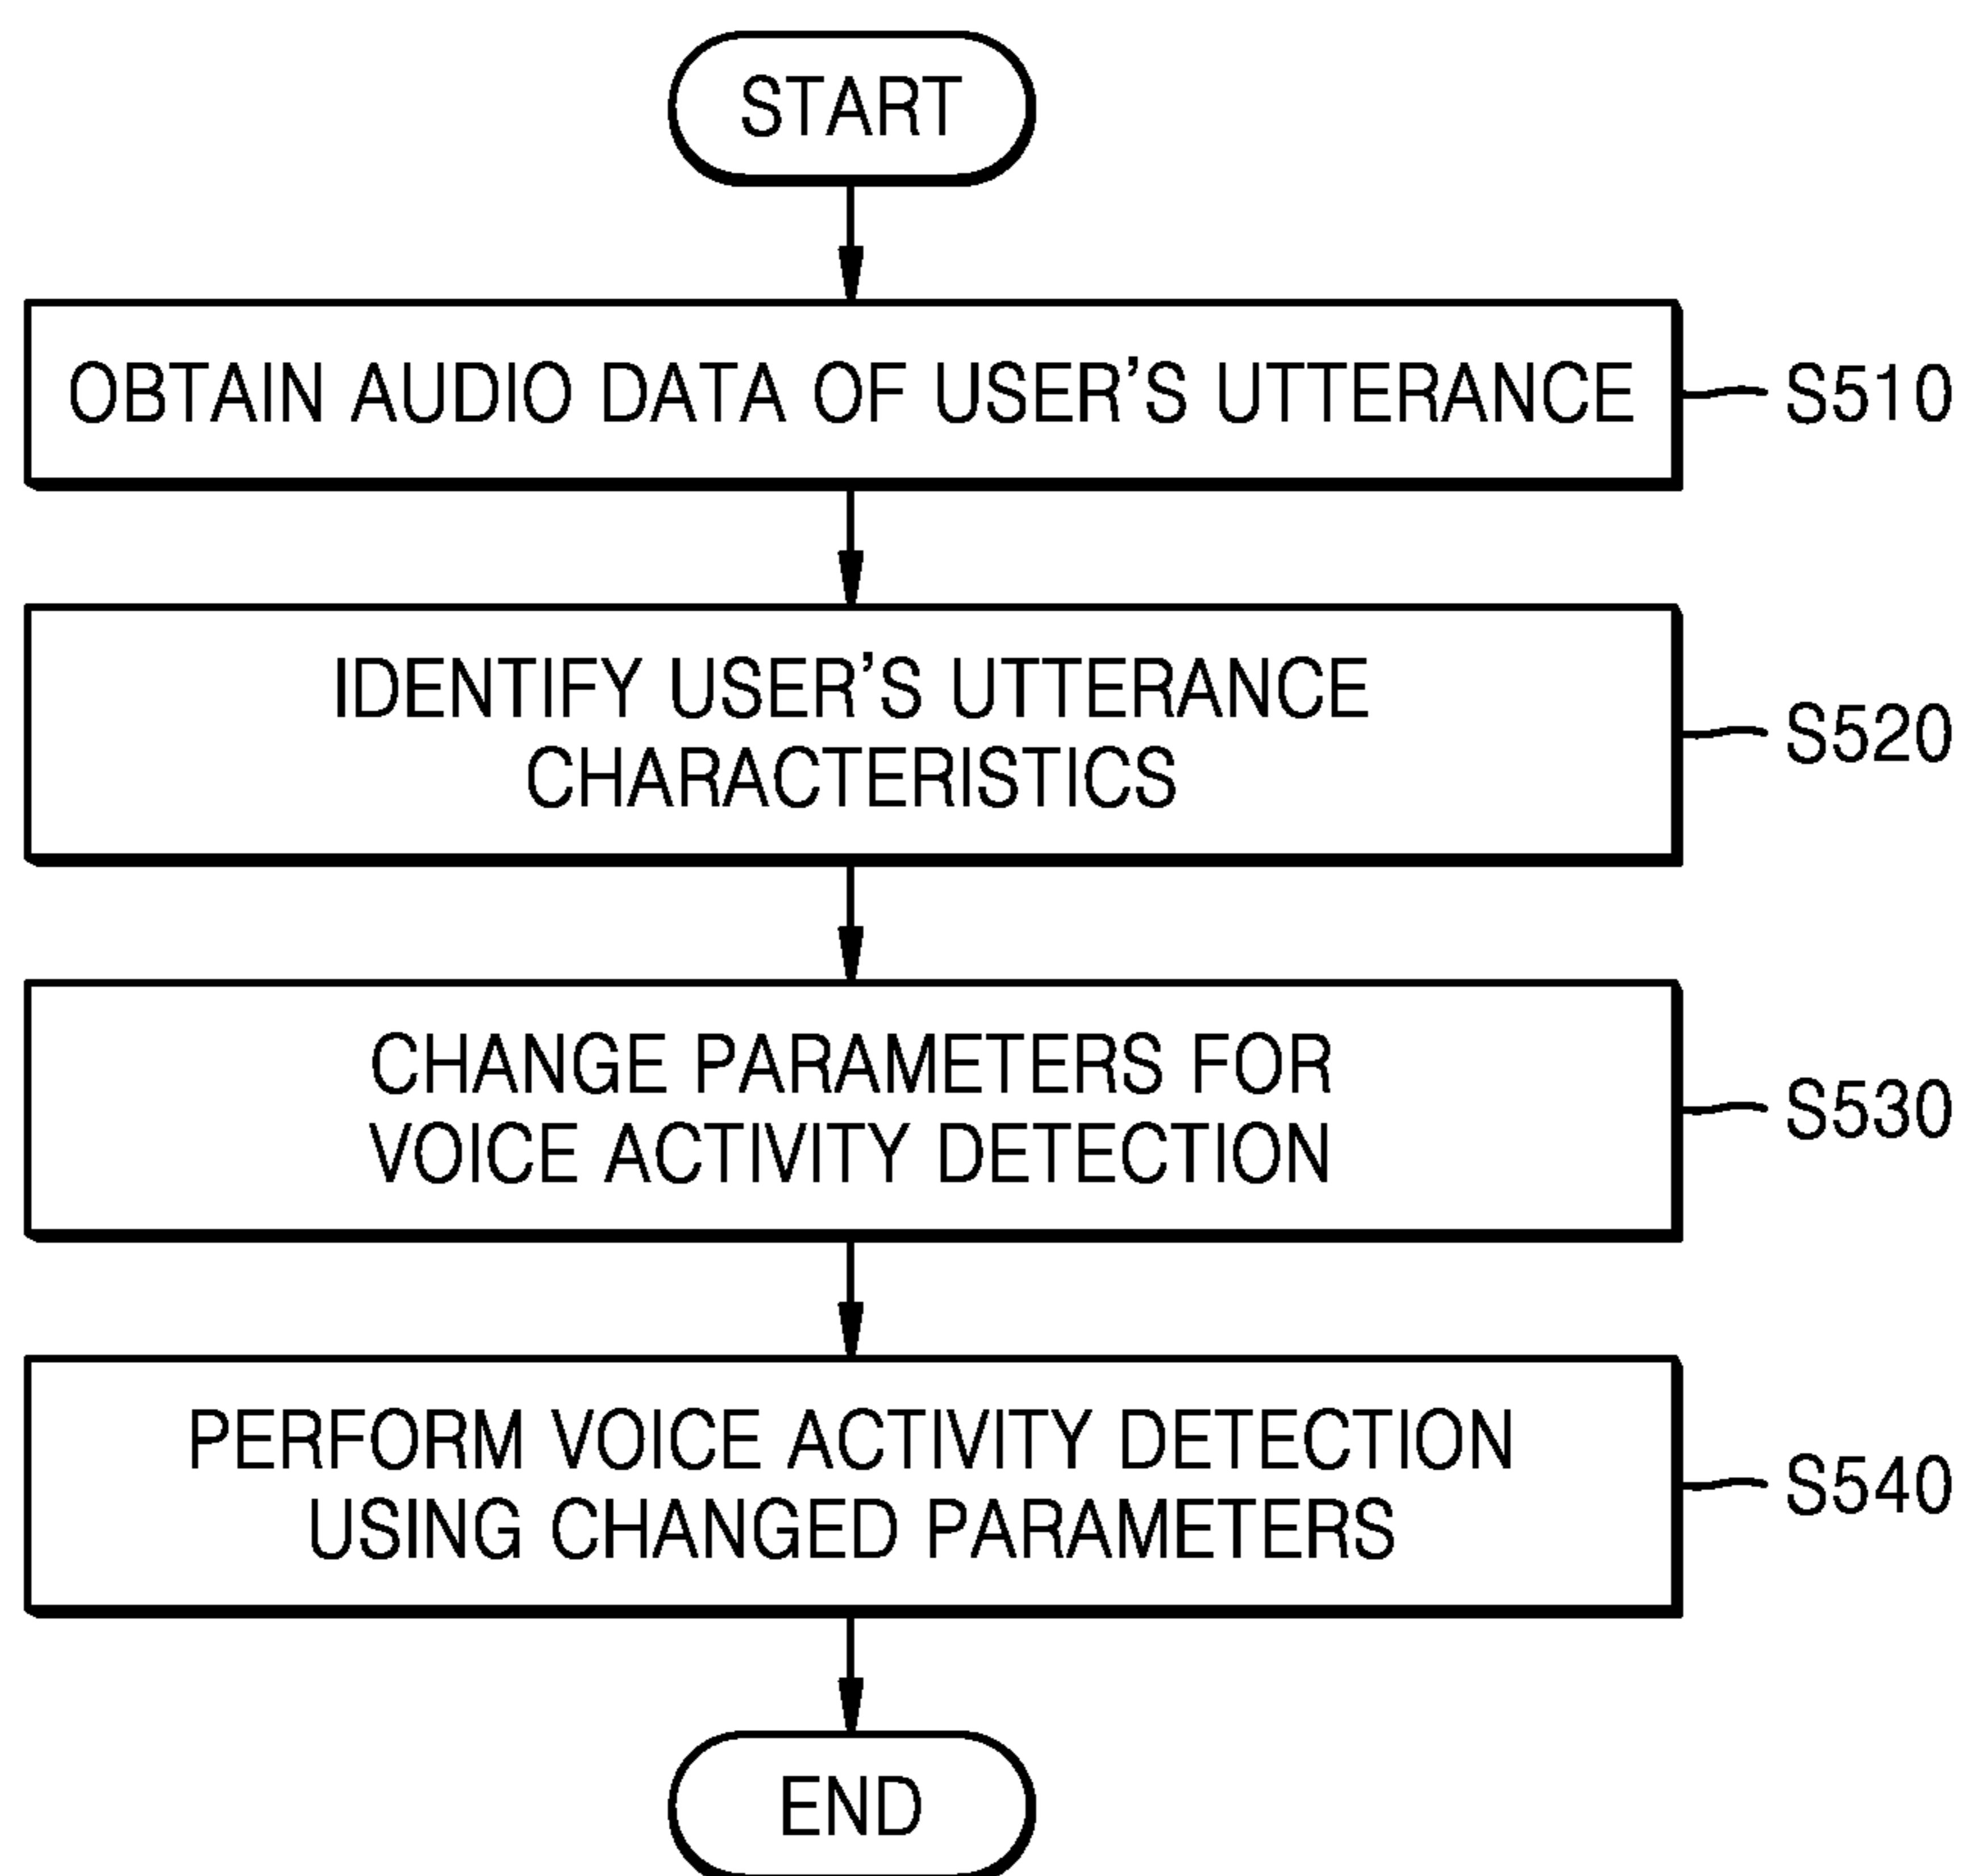 START
OBTAIN AUDIO DATA OF USER’S UTTERANCE
S510
IDENTIFY USER’S UTTERANCE
CHARACTERISTICS
S520
CHANGE PARAMETERS FOR
VOICE ACTIVITY DETECTION
S530
PERFORM VOICE ACTIVITY DETECTION
USING CHANGED PARAMETERS
S540
END